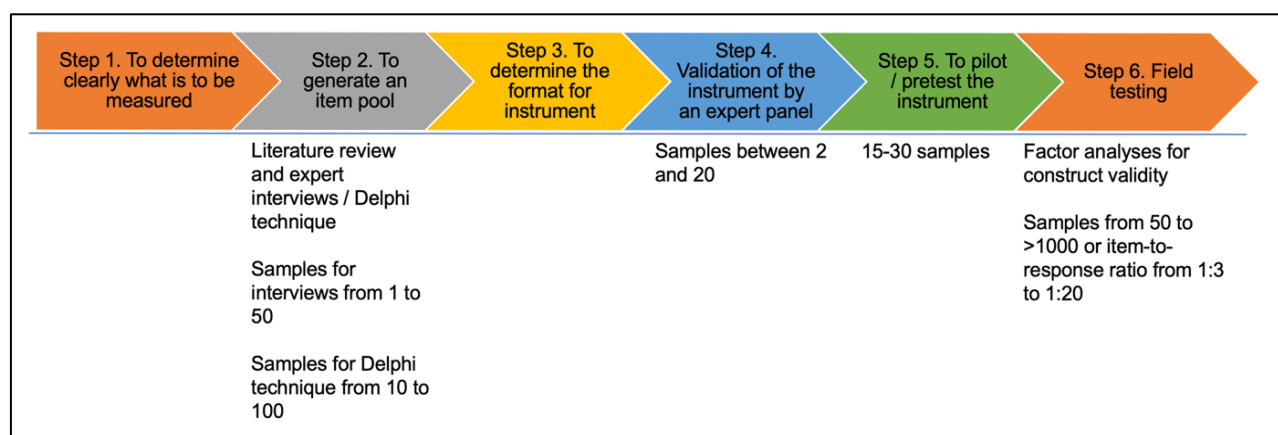 Step 1. To determine
clearly what is to be
measured
Step 2. To
generate an
item pool
Step 3. To
determine the
format for
instrument
Step 4.
Validation of the
instrument by
an expert panel
Step 5. To pilot
/ pretest the
instrument
Step 6. Field
testing
Literature review
and expert
interviews / Delphi
technique
Samples for
interviews from 1 to
50
Samples for Delphi
technique from 10 to
100
Samples between 2
and 20
15-30 samples
Factor analyses for
construct validity
Samples from 50 to
>1000 or item-to-
response ratio from 1:3
to 1:20